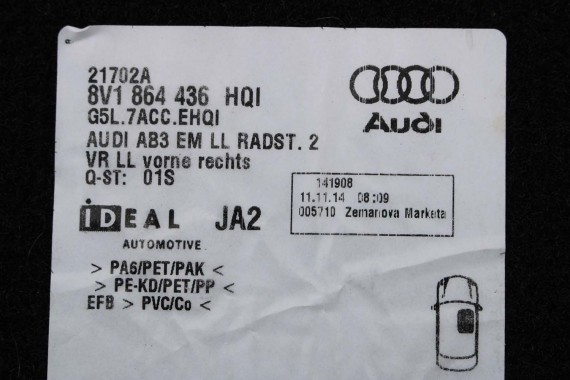 21702A
8V1 864 436 HQI
G5L.7ACC.EHQI
AUDI AB3 EM LL RADST. 2
VR LL vorne rechts
Q-ST: 01S
Audi
141908
11.11.14 08:09
005710 Zemanova Marketa
iDEAL JA2
AUTOMOTIVE
> PA6/PET/PAK <
> PE-KD/PET/PP <
EFB > PVC/Co <